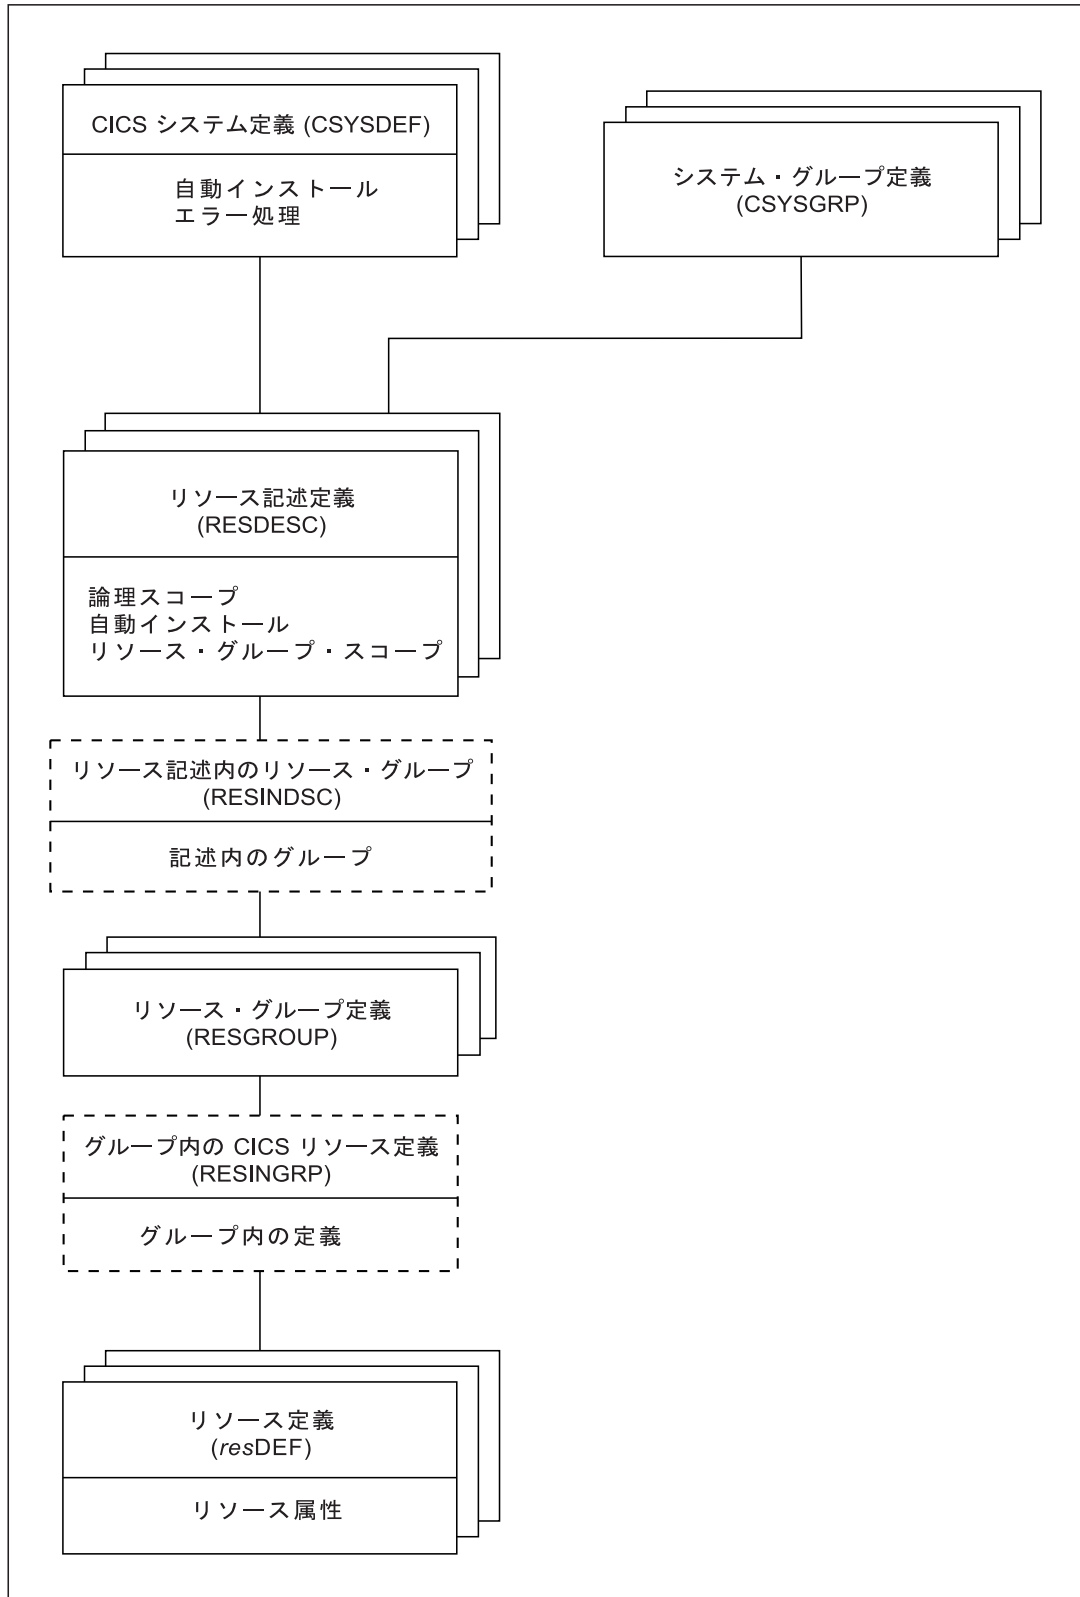 CICS システム定義 (CSYSDEF)
自動インストール
エラー処理
システム・グループ定義
(CSYSGRP)
リソース記述定義
(RESDESC)
論理スコープ
自動インストール
リソース・グループ・スコープ
リソース記述内のリソース・グループ
(RESINDSC)
記述内のグループ
リソース・グループ定義
(RESGROUP)
グループ内の CICS リソース定義
(RESINGRP)
グループ内の定義
リソース定義
(resDEF)
リソース属性